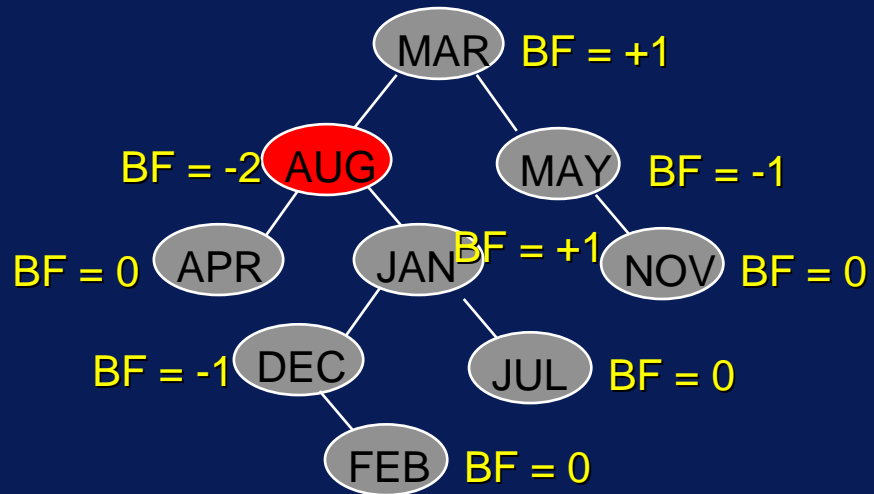 MAR BF = +1
BF = -2 AUG MAY BF = -1
BF = 0 APR JAN BF = +1 NOV BF = 0
BF = -1 DEC JUL BF = 0
FEB BF = 0